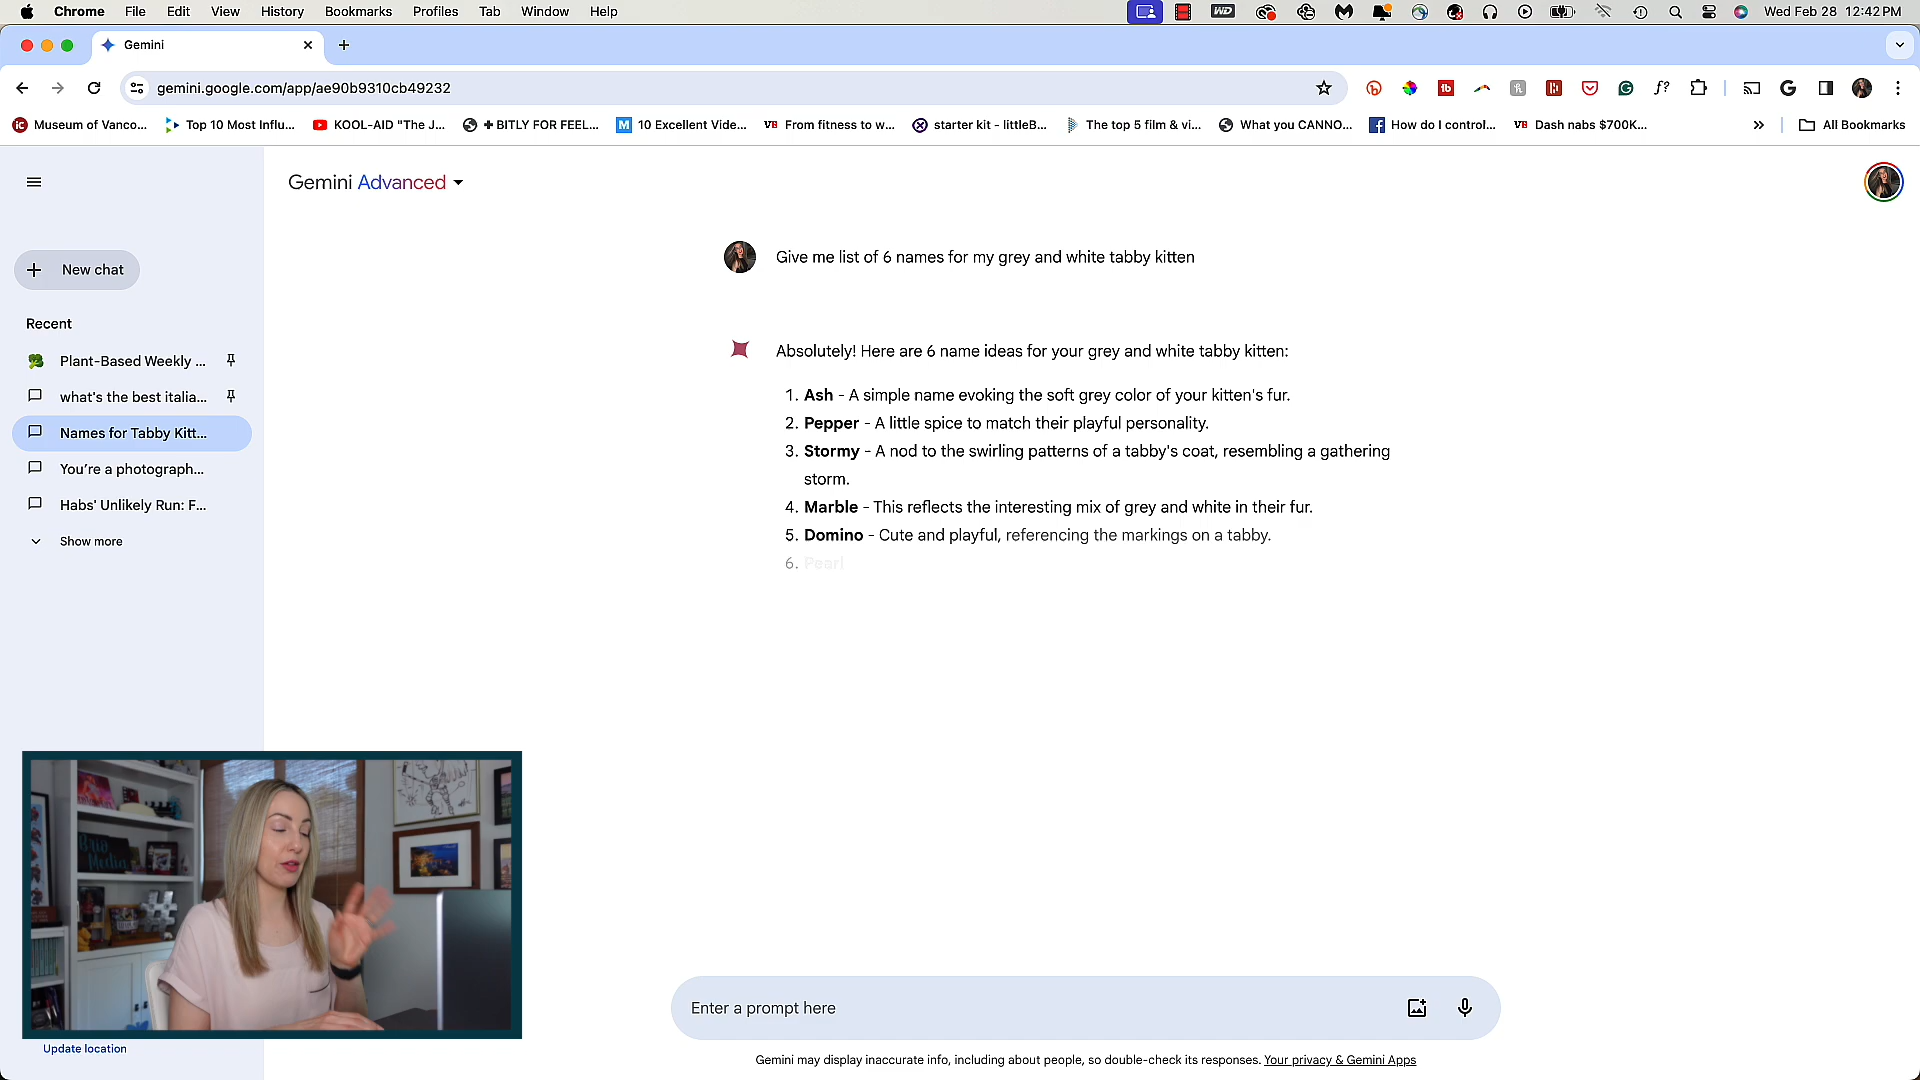 Chrome File Edit View History Bookmarks Profiles Tab Window Help
WD
Wed Feb 28 12:42 PM
Gemini
gemini.google.com/app/ae90b9310cb49232
Museum of Vanco... Top 10 Most Influ... KOOL-AID "The J... + BITLY FOR FEEL... 10 Excellent Vide... From fitness to w... starter kit - littleB... The top 5 film & vi... What you CANNO... How do I control... Dash nabs $700K... All Bookmarks
Gemini Advanced
New chat
Give me list of 6 names for my grey and white tabby kitten
Recent
Plant-Based Weekly ...
what's the best italia...
Names for Tabby Kitt...
You're a photograph...
Habs' Unlikely Run: F...
Show more
Absolutely! Here are 6 name ideas for your grey and white tabby kitten:
1. Ash - A simple name evoking the soft grey color of your kitten's fur.
2. Pepper - A little spice to match their playful personality.
3. Stormy - A nod to the swirling patterns of a tabby's coat, resembling a gathering
storm.
4. Marble - This reflects the interesting mix of grey and white in their fur.
5. Domino - Cute and playful, referencing the markings on a tabby.
6. Pearl
Brio
Media
Update location
Enter a prompt here
Gemini may display inaccurate info, including about people, so double-check its responses. Your privacy & Gemini Apps